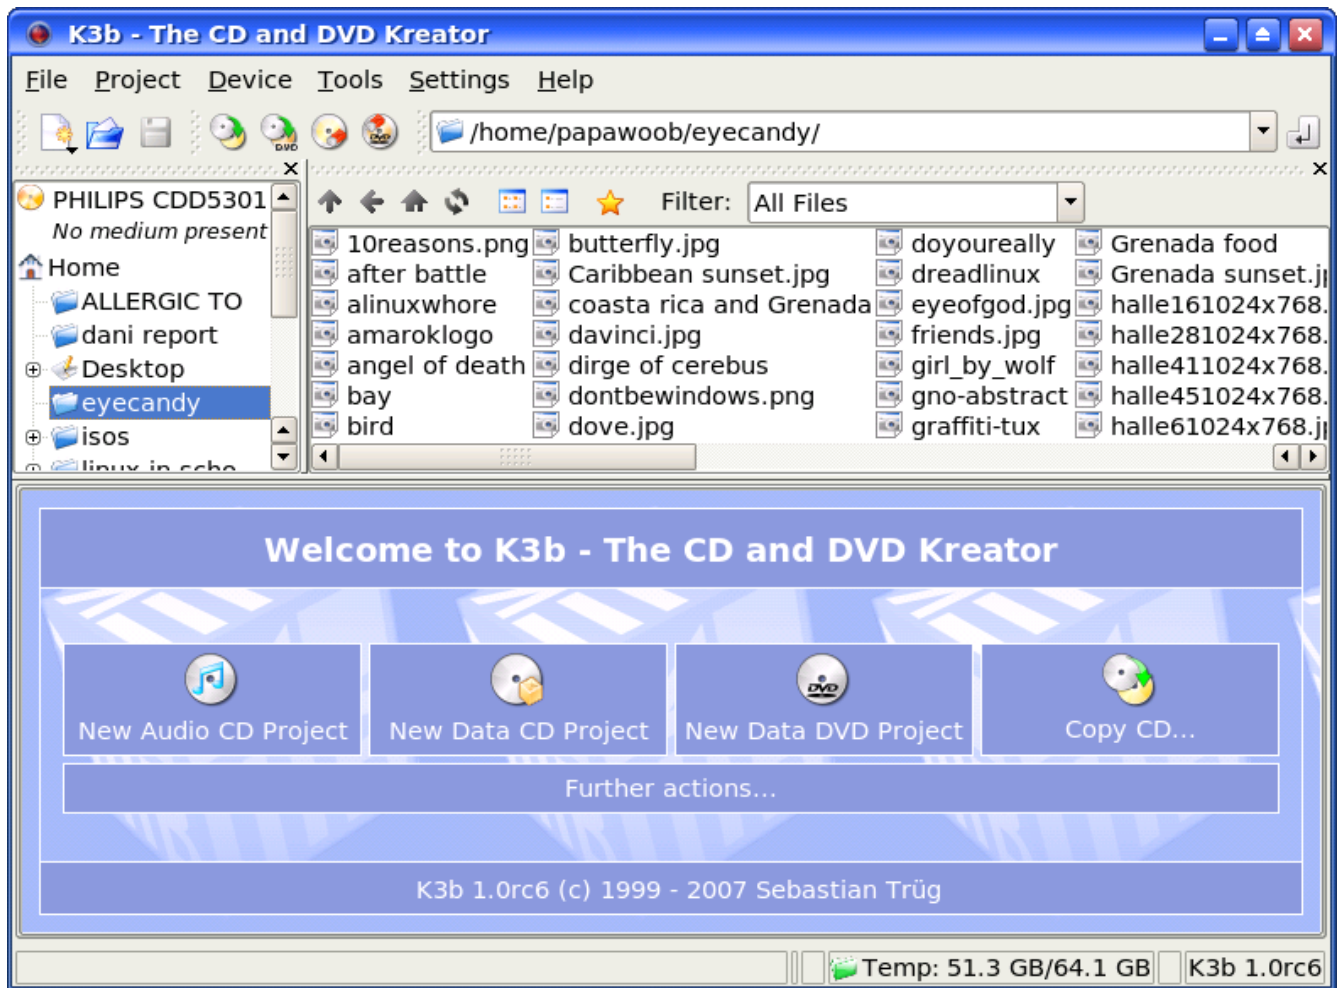 K3b - The CD and DVD Kreator
File Project Device Tools Settings Help
DVD DVD /home/papawoob/eyecandy/
PHILIPS CDD5301
No medium present
Home
ALLERGIC TO
dani report
Desktop
eyecandy
isos
linux in scho
Filter: All Files
10reasons.png butterfly.jpg doyoureally Grenada food
after battle Caribbean sunset.jpg dreadlinux Grenada sunset.j
alinuxwhore coasta rica and Grenada eyeofgod.jpg halle161024x768.
amaroklogo davinci.jpg friends.jpg halle281024x768.
angel of death dirge of cerebus girl_by_wolf halle411024x768.
bay dontbewindows.png gno-abstract halle451024x768.
bird dove.jpg graffiti-tux halle61024x768.j
Welcome to K3b - The CD and DVD Kreator
DVD
New Audio CD Project New Data CD Project New Data DVD Project Copy CD...
Further actions...
K3b 1.0rc6 (c) 1999 - 2007 Sebastian Trüg
Temp: 51.3 GB/64.1 GB K3b 1.0rc6